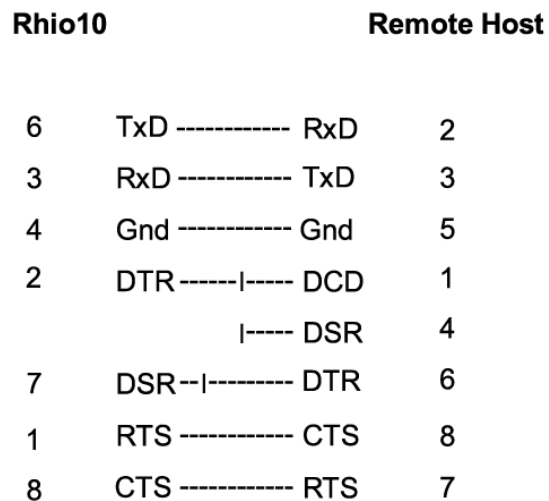 Rhio10 Remote Host
6 TxD ------------ RxD 2
3 RxD ------------ TxD 3
4 Gnd ------------ Gnd 5
2 DTR ------I----- DCD 1
I----- DSR 4
7 DSR--I--------- DTR 6
1 RTS ------------ CTS 8
8 CTS ------------ RTS 7